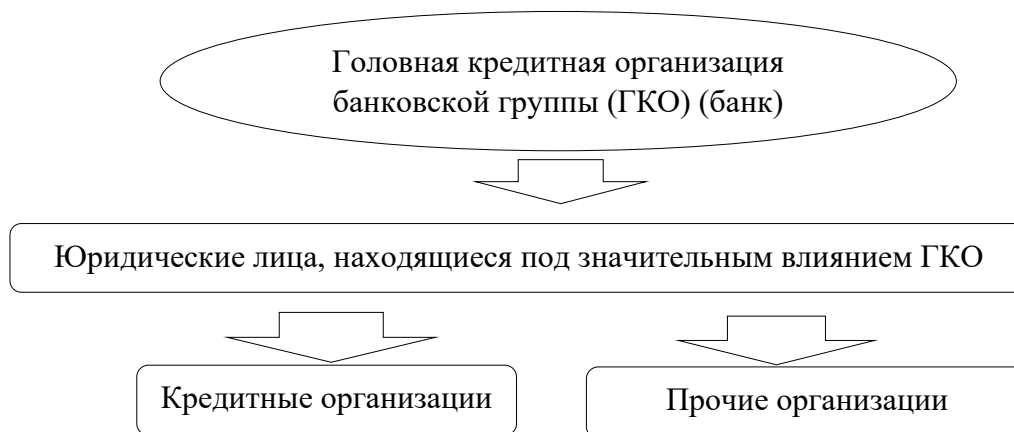 Головная кредитная организация
банковской группы (ГКО) (банк)
Юридические лица, находящиеся под значительным влиянием ГКО
Кредитные организации
Прочие организации